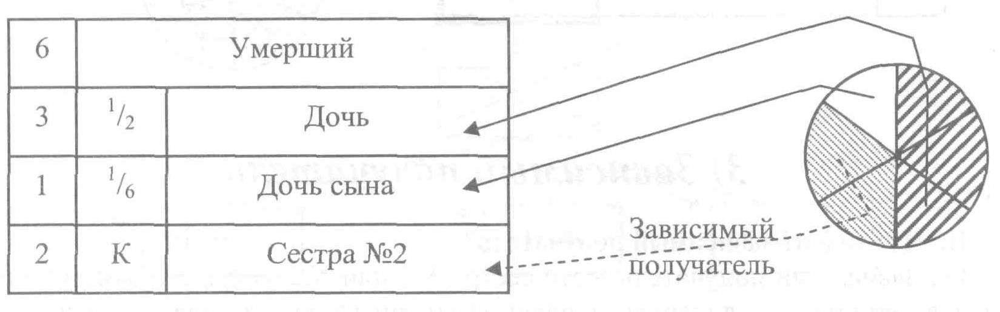 6 Умерший
3 1/2 Дочь
1 1/6 Дочь сына
2 К Сестра №2
Зависимый
получатель